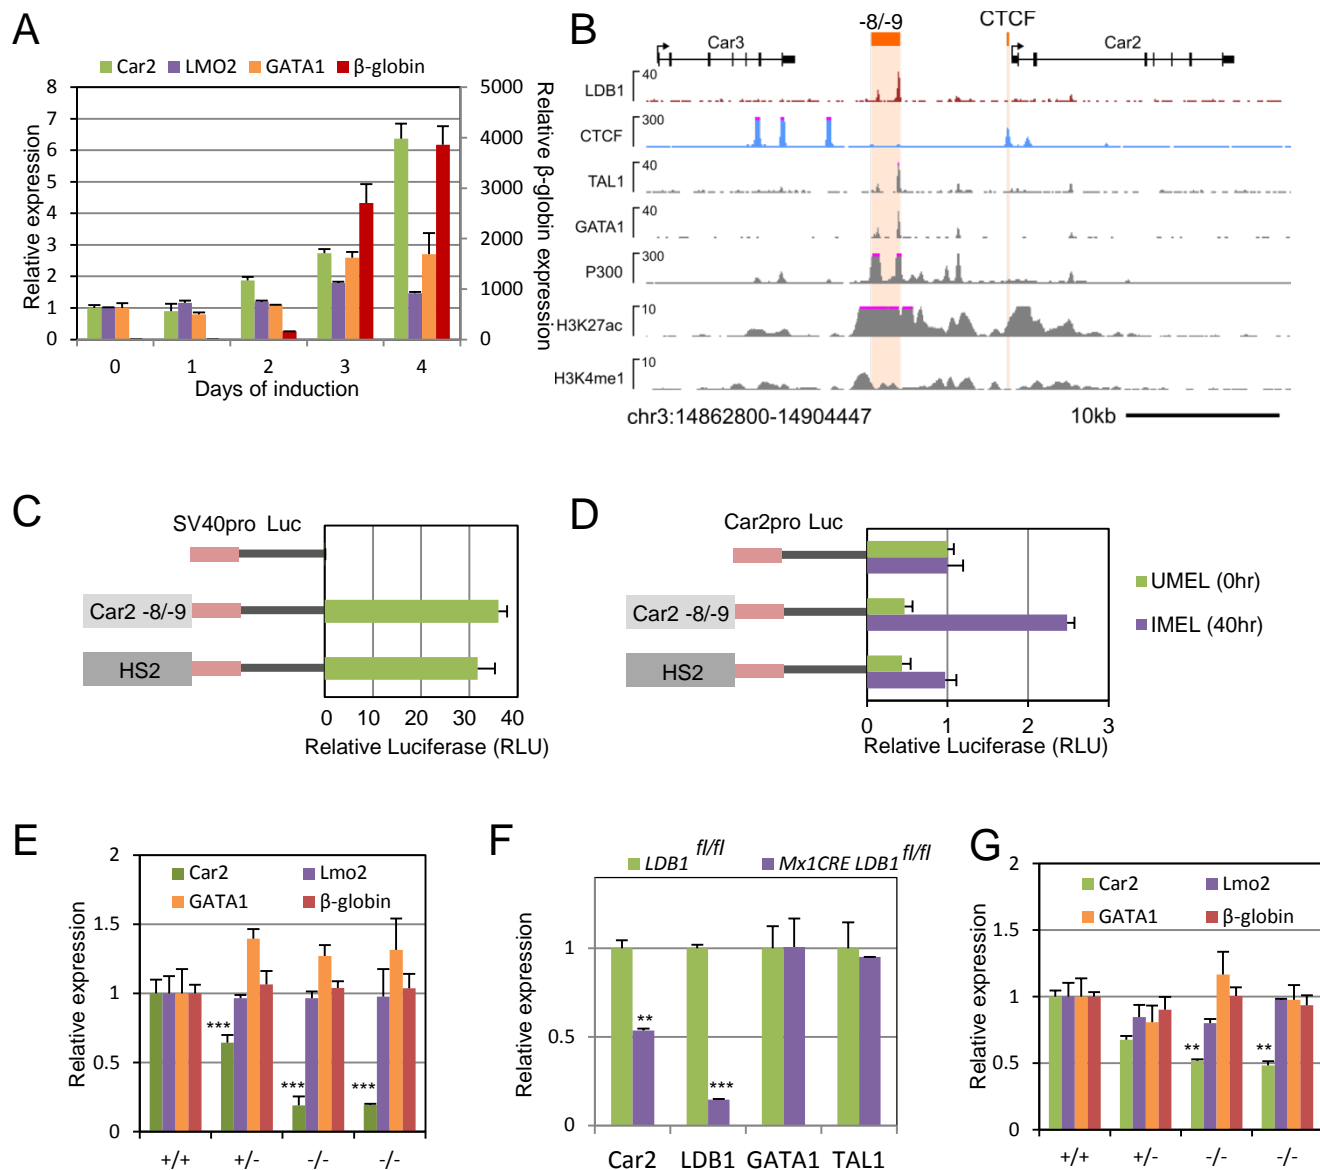 A
Car2 LMO2 GATA1 β-globin
8
7
6
5
4
3
2
1
0
Relative expression
5000
4000
3000
2000
1000
0
Relative β-globin expression
0 1 2 3 4
Days of induction
B
-8/-9 CTCF
Car3 Car2
LDB1 40
CTCF 300
TAL1 40
GATA1 40
P300 300
H3K27ac 10
H3K4me1 10
chr3:14862800-14904447 10kb
C
SV40pro Luc
Car2 -8/-9
HS2
0 10 20 30 40
Relative Luciferase (RLU)
D
Car2pro Luc
Car2 -8/-9
HS2
0 1 2 3
Relative Luciferase (RLU)
UMEL (0hr)
IMEL (40hr)
E
Car2 Lmo2
GATA1 β-globin
2
1.5
1
0.5
0
Relative expression
*** *** ***
+/+ +/- -/- -/-
F
LDB1 fl/fl Mx1CRE LDB1 fl/fl
1
0.5
0
Relative expression
** ***
Car2 LDB1 GATA1 TAL1
G
Car2 Lmo2
GATA1 β-globin
2
1.5
1
0.5
0
Relative expression
** **
+/+ +/- -/- -/-